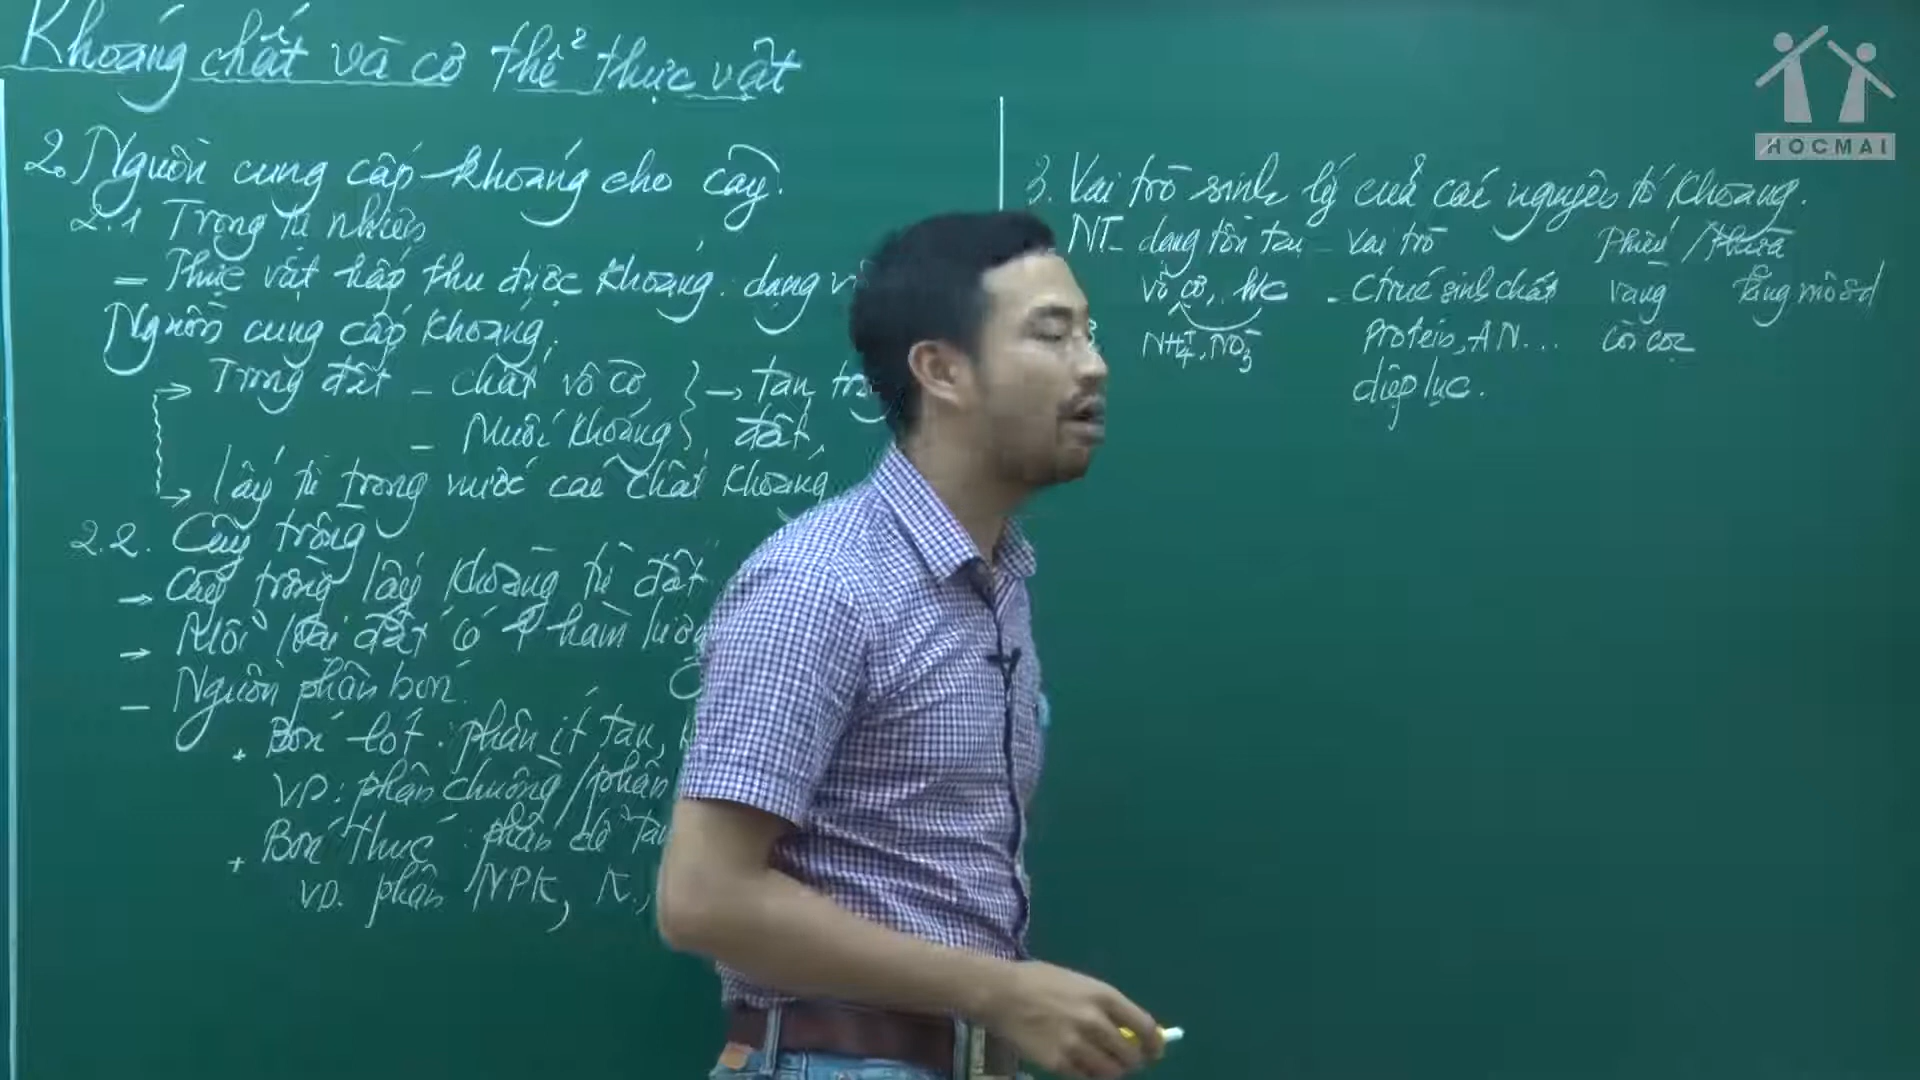 Khoáng chất và cơ thể thực vật
2. Nguồn cung cấp khoáng cho cây.
2.1 Trong tự nhiên
- Thực vật hấp thu được khoáng: dạng
Nguồn cung cấp khoáng:
→ Trong đất - chất vô cơ, } → tan
- Muối khoáng } đất,
→ lấy từ trong nước các chất khoáng
2.2. Cây trồng
→ Cây trồng lấy khoáng từ đất
→ Mỗi loại đất có ≠ hàm lượng
- Nguồn phân bón.
+ Bón lót: phân ít tan,
VD: phân chuồng/phân
+ Bón thúc: phân dễ tan
VD. phân NPK, K.,
3. Vai trò sinh lý của các nguyên tố khoáng.
NT - dạng tồn tại - vai trò Thiếu / thừa
vô cơ, h/c - Ctrúc sinh chất vàng tăng
NH₄⁺, NO₃⁻ Protein, AN... còi cọc
diệp lục.
HOCMAI